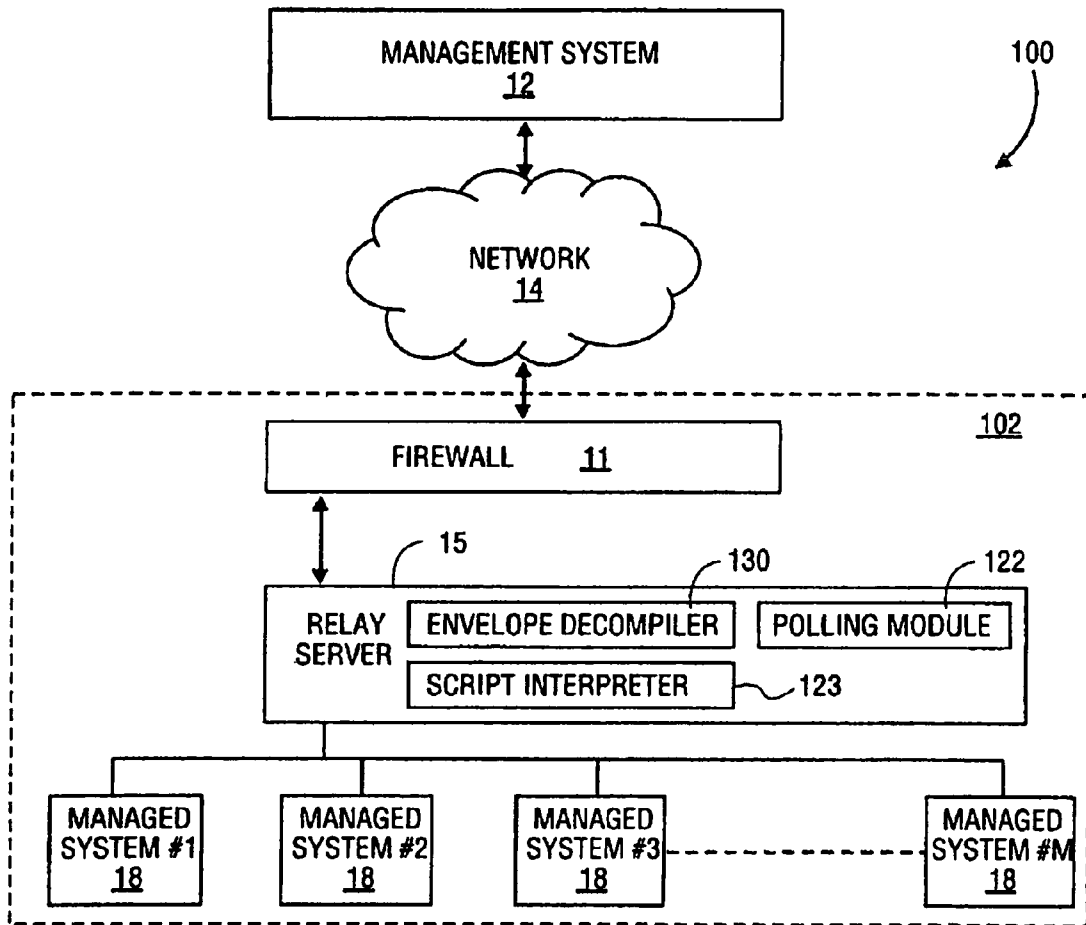 MANAGEMENT SYSTEM
12
100
NETWORK
14
102
FIREWALL 11
15
130
122
RELAY
SERVER
ENVELOPE DECOMPILER
POLLING MODULE
SCRIPT INTERPRETER
123
MANAGED
SYSTEM #1
18
MANAGED
SYSTEM #2
18
MANAGED
SYSTEM #3
18
MANAGED
SYSTEM #M
18